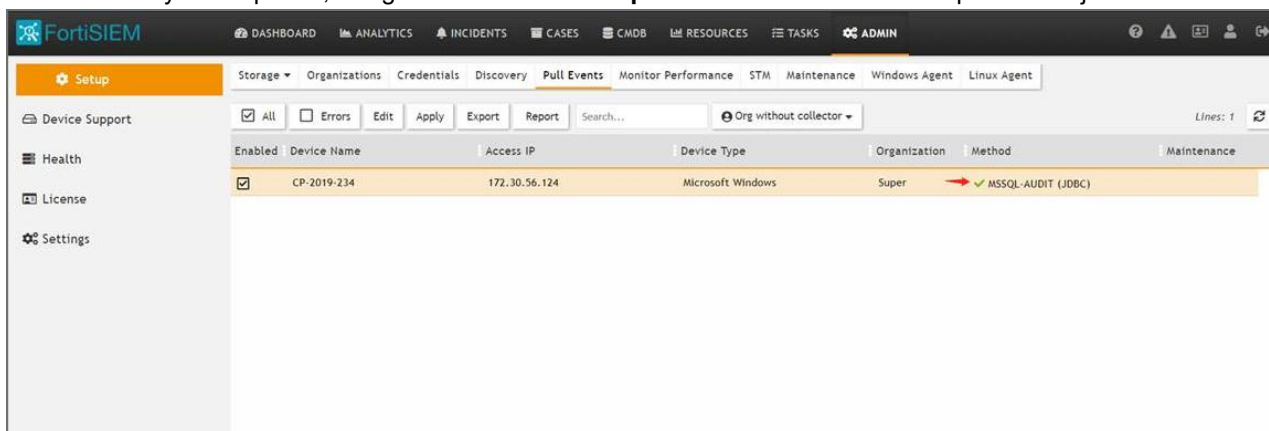 FortiSIEM
DASHBOARD ANALYTICS INCIDENTS CASES CMDB RESOURCES TASKS ADMIN
Setup
Storage Organizations Credentials Discovery Pull Events Monitor Performance STM Maintenance Windows Agent Linux Agent
Device Support
All Errors Edit Apply Export Report Search... Org without collector Lines: 1
Health
Enabled Device Name Access IP Device Type Organization Method Maintenance
CP-2019-234 172.30.56.124 Microsoft Windows Super MSSQL-AUDIT (JDBC)
License
Settings